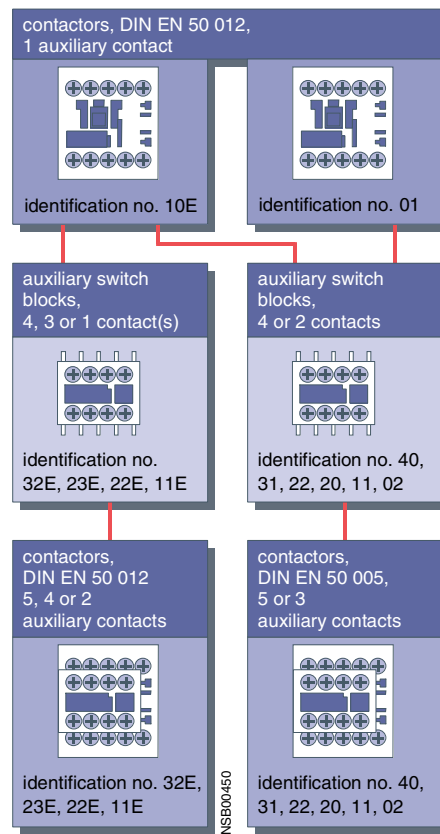 contactors, DIN EN 50 012,
1 auxiliary contact
identification no. 10E
identification no. 01
auxiliary switch
blocks,
4, 3 or 1 contact(s)
identification no.
32E, 23E, 22E, 11E
auxiliary switch
blocks,
4 or 2 contacts
identification no. 40,
31, 22, 20, 11, 02
contactors,
DIN EN 50 012
5, 4 or 2
auxiliary contacts
identification no. 32E,
23E, 22E, 11E
contactors,
DIN EN 50 005,
5 or 3
auxiliary contacts
identification no. 40,
31, 22, 20, 11, 02
NSB00450